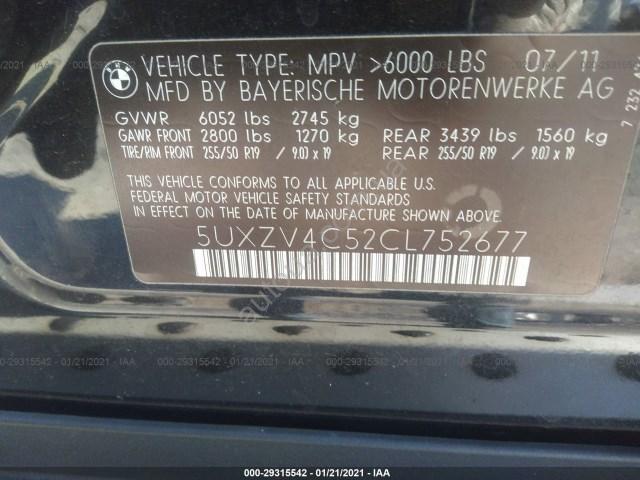 BMW
VEHICLE TYPE: MPV >6000 LBS 07/11
MFD BY BAYERISCHE MOTORENWERKE AG
GVWR 6052 lbs 2745 kg
GAWR FRONT 2800 lbs 1270 kg REAR 3439 lbs 1560 kg
TIRE/RIM FRONT 255/50 R19 / 9.0J x 19 REAR 255/50 R19 / 9.0J x 19
THIS VEHICLE CONFORMS TO ALL APPLICABLE U.S.
FEDERAL MOTOR VEHICLE SAFETY STANDARDS
IN EFFECT ON THE DATE OF MANUFACTURE SHOWN ABOVE.
5UXZV4C52CL752677
7 232
000-29315542 - 01/21/2021 - IAA